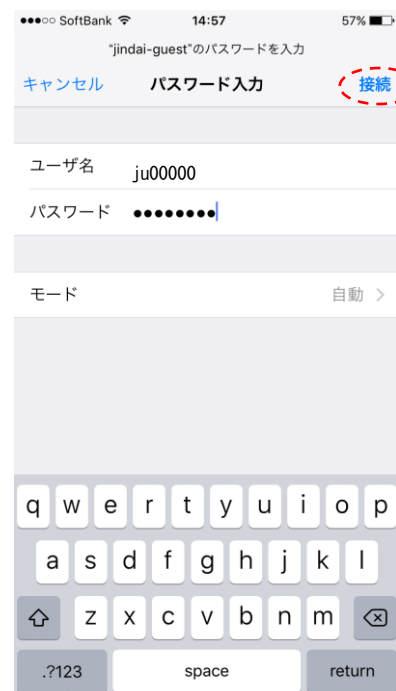 SoftBank 14:57 57%
"jindai-guest"のパスワードを入力
キャンセル パスワード入力 接続
ユーザ名 ju00000
パスワード ●●●●●●●●
モード 自動 >
q w e r t y u i o p
a s d f g h j k l
z x c v b n m
.?123 space return